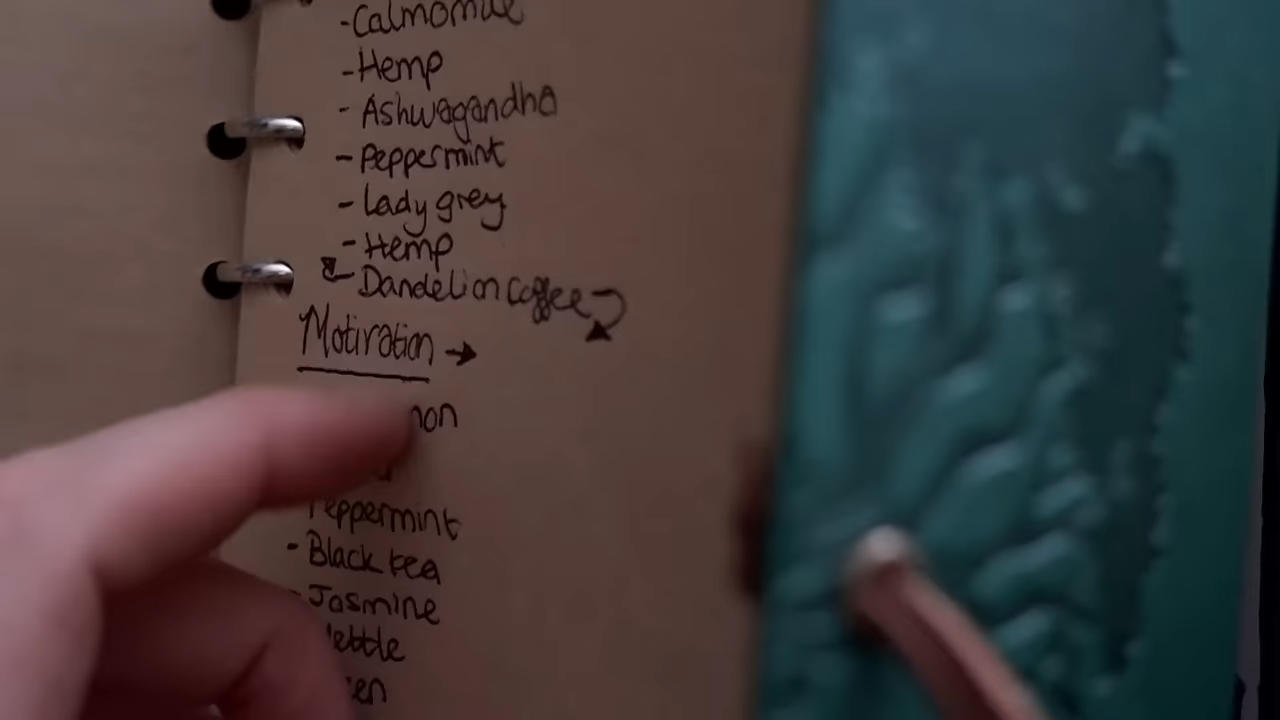 -Calmomile
-Hemp
- Ashwagandha
- Peppermint
- Lady grey
- Hemp
- Dandelion coffee
Motivation →
Peppermint
- Black tea
- Jasmine